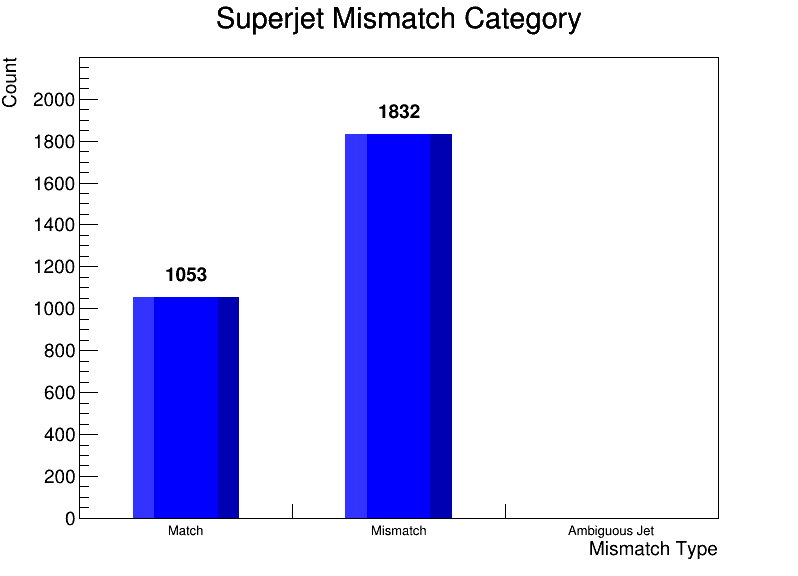 Superjet Mismatch Category
Count
2000
1800
1600
1400
1200
1000
800
600
400
200
0
1832
1053
Match
Mismatch
Ambiguous Jet
Mismatch Type